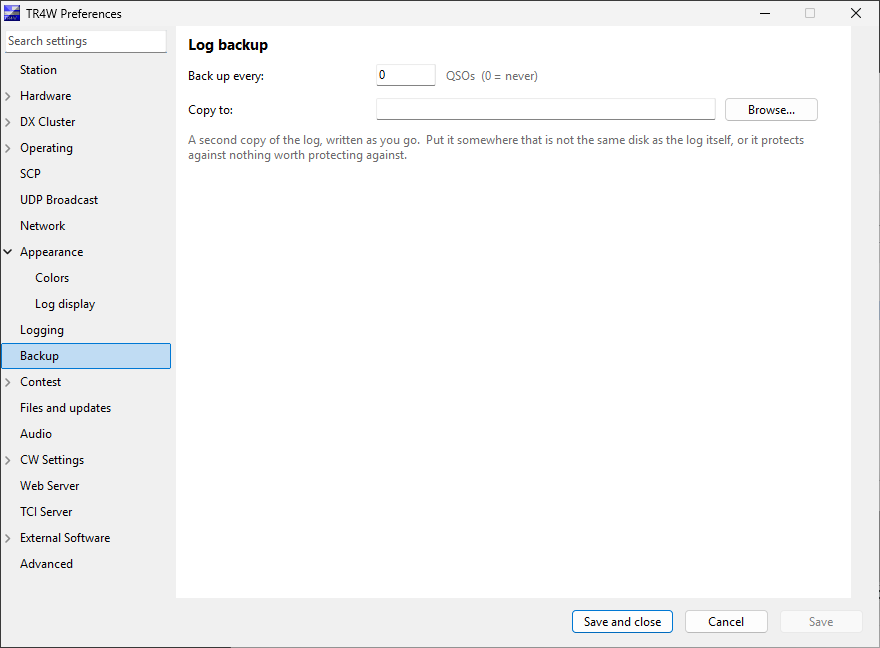 TR4W Preferences
Search settings
Station
Hardware
DX Cluster
Operating
SCP
UDP Broadcast
Network
Appearance
Colors
Log display
Logging
Backup
Contest
Files and updates
Audio
CW Settings
Web Server
TCI Server
External Software
Advanced
Log backup
Back up every: 0 QSOs (0 = never)
Copy to: Browse...
A second copy of the log, written as you go. Put it somewhere that is not the same disk as the log itself, or it protects
against nothing worth protecting against.
Save and close Cancel Save